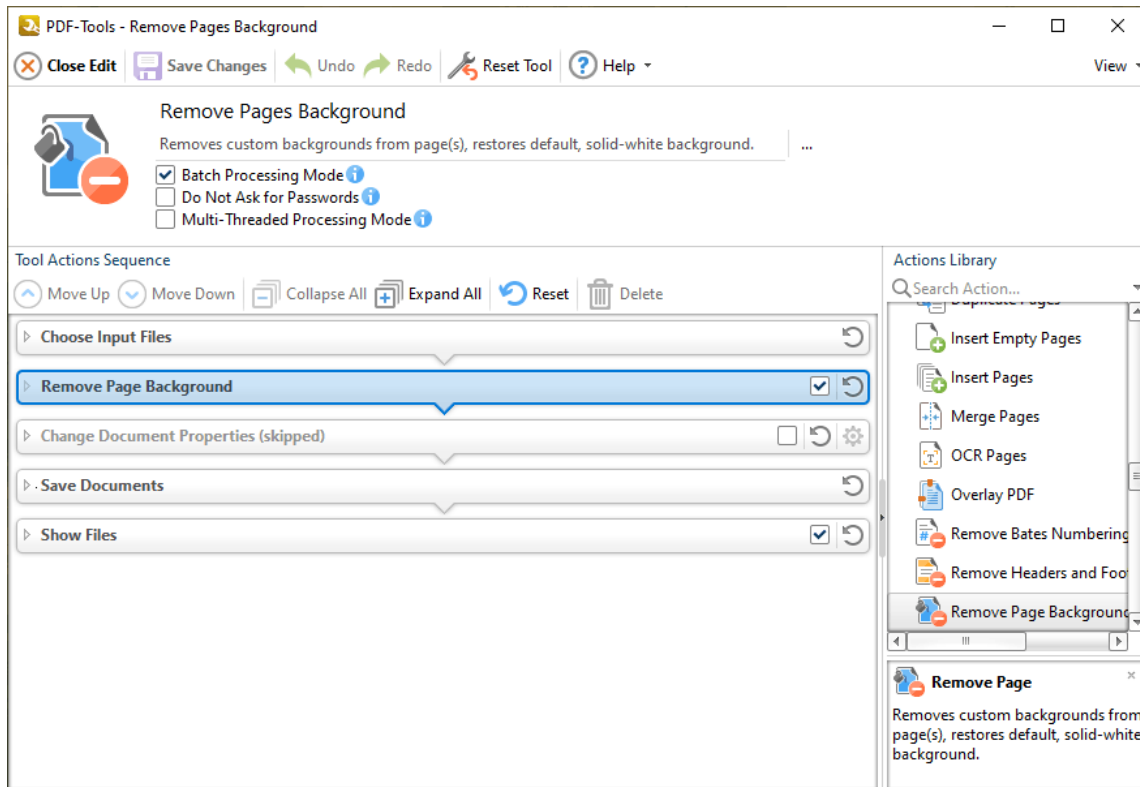 PDF-Tools - Remove Pages Background
Close Edit Save Changes Undo Redo Reset Tool Help View
Remove Pages Background
Removes custom backgrounds from page(s), restores default, solid-white background. ...
Batch Processing Mode
Do Not Ask for Passwords
Multi-Threaded Processing Mode
Tool Actions Sequence
Move Up Move Down Collapse All Expand All Reset Delete
Choose Input Files
Remove Page Background
Change Document Properties (skipped)
Save Documents
Show Files
Actions Library
Search Action...
Duplicate Pages
Insert Empty Pages
Insert Pages
Merge Pages
OCR Pages
Overlay PDF
Remove Bates Numbering
Remove Headers and Foo
Remove Page Background
Remove Page
Removes custom backgrounds from
page(s), restores default, solid-white
background.